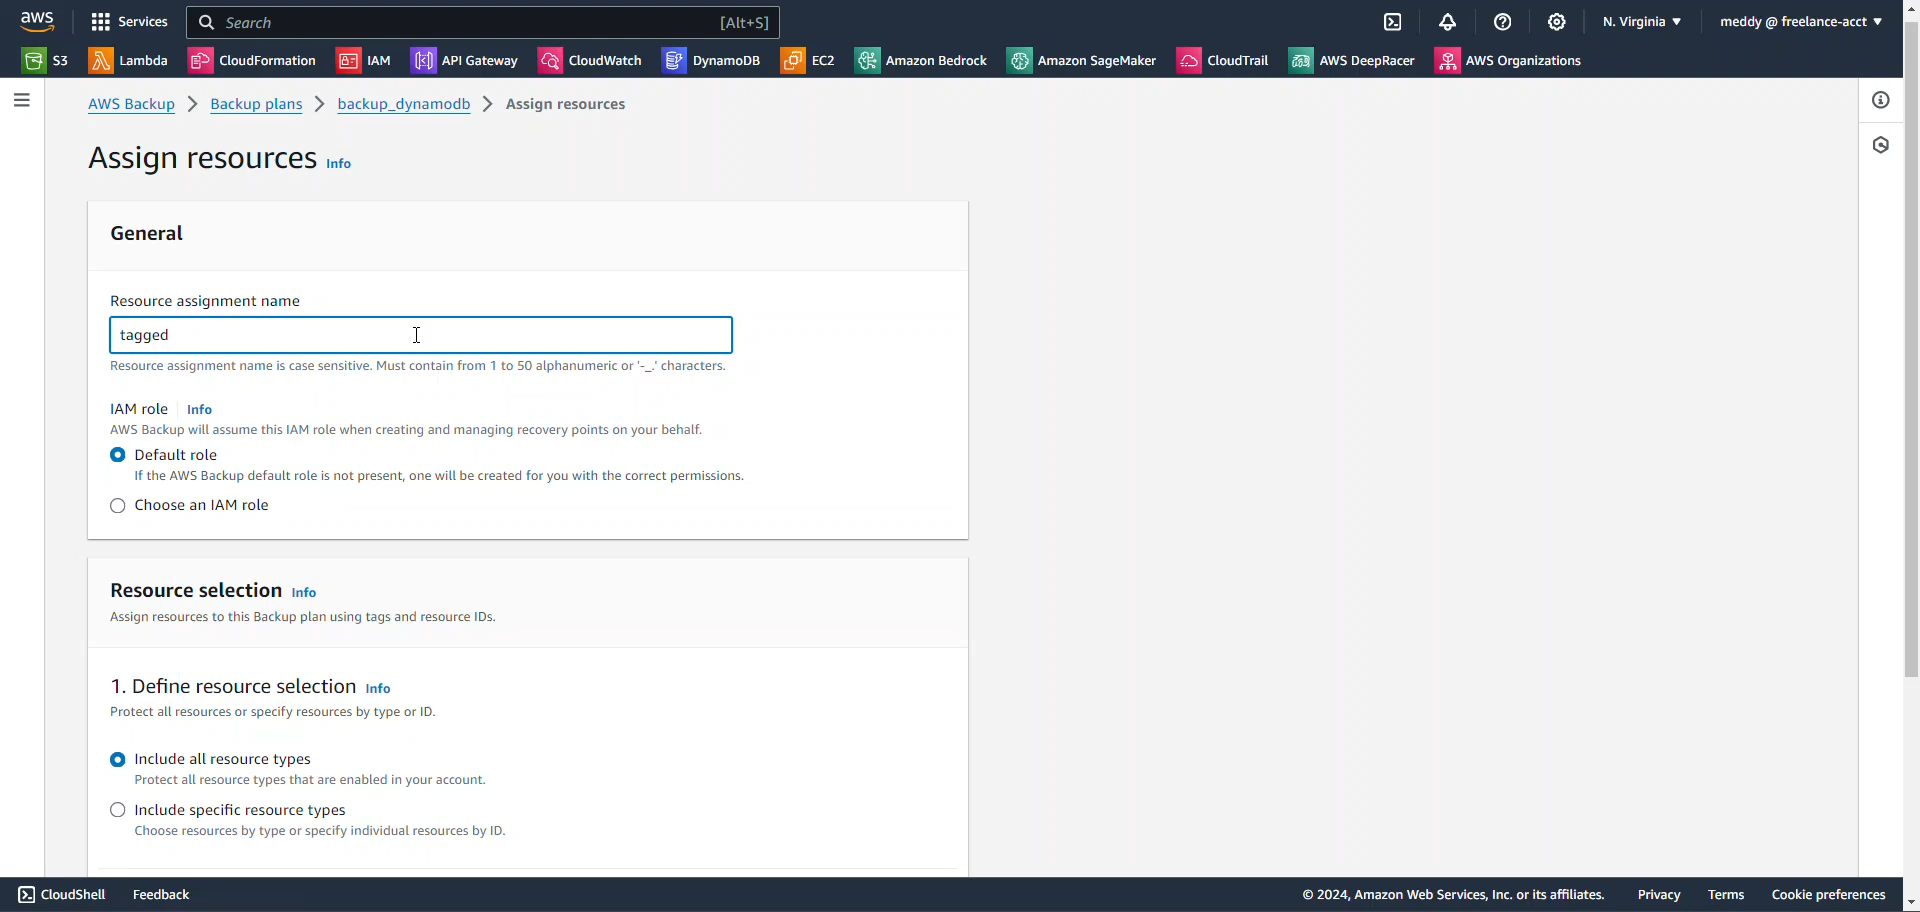 aws Services Search [Alt+S] N. Virginia ▼ meddy @ freelance-acct ▼
S3 Lambda CloudFormation IAM API Gateway CloudWatch DynamoDB EC2 Amazon Bedrock Amazon SageMaker CloudTrail AWS DeepRacer AWS Organizations
AWS Backup > Backup plans > backup_dynamodb > Assign resources
Assign resources Info
General
Resource assignment name
tagged
Resource assignment name is case sensitive. Must contain from 1 to 50 alphanumeric or '-_.' characters.
IAM role Info
AWS Backup will assume this IAM role when creating and managing recovery points on your behalf.
Default role
If the AWS Backup default role is not present, one will be created for you with the correct permissions.
Choose an IAM role
Resource selection Info
Assign resources to this Backup plan using tags and resource IDs.
1. Define resource selection Info
Protect all resources or specify resources by type or ID.
Include all resource types
Protect all resource types that are enabled in your account.
Include specific resource types
Choose resources by type or specify individual resources by ID.
CloudShell Feedback © 2024, Amazon Web Services, Inc. or its affiliates. Privacy Terms Cookie preferences